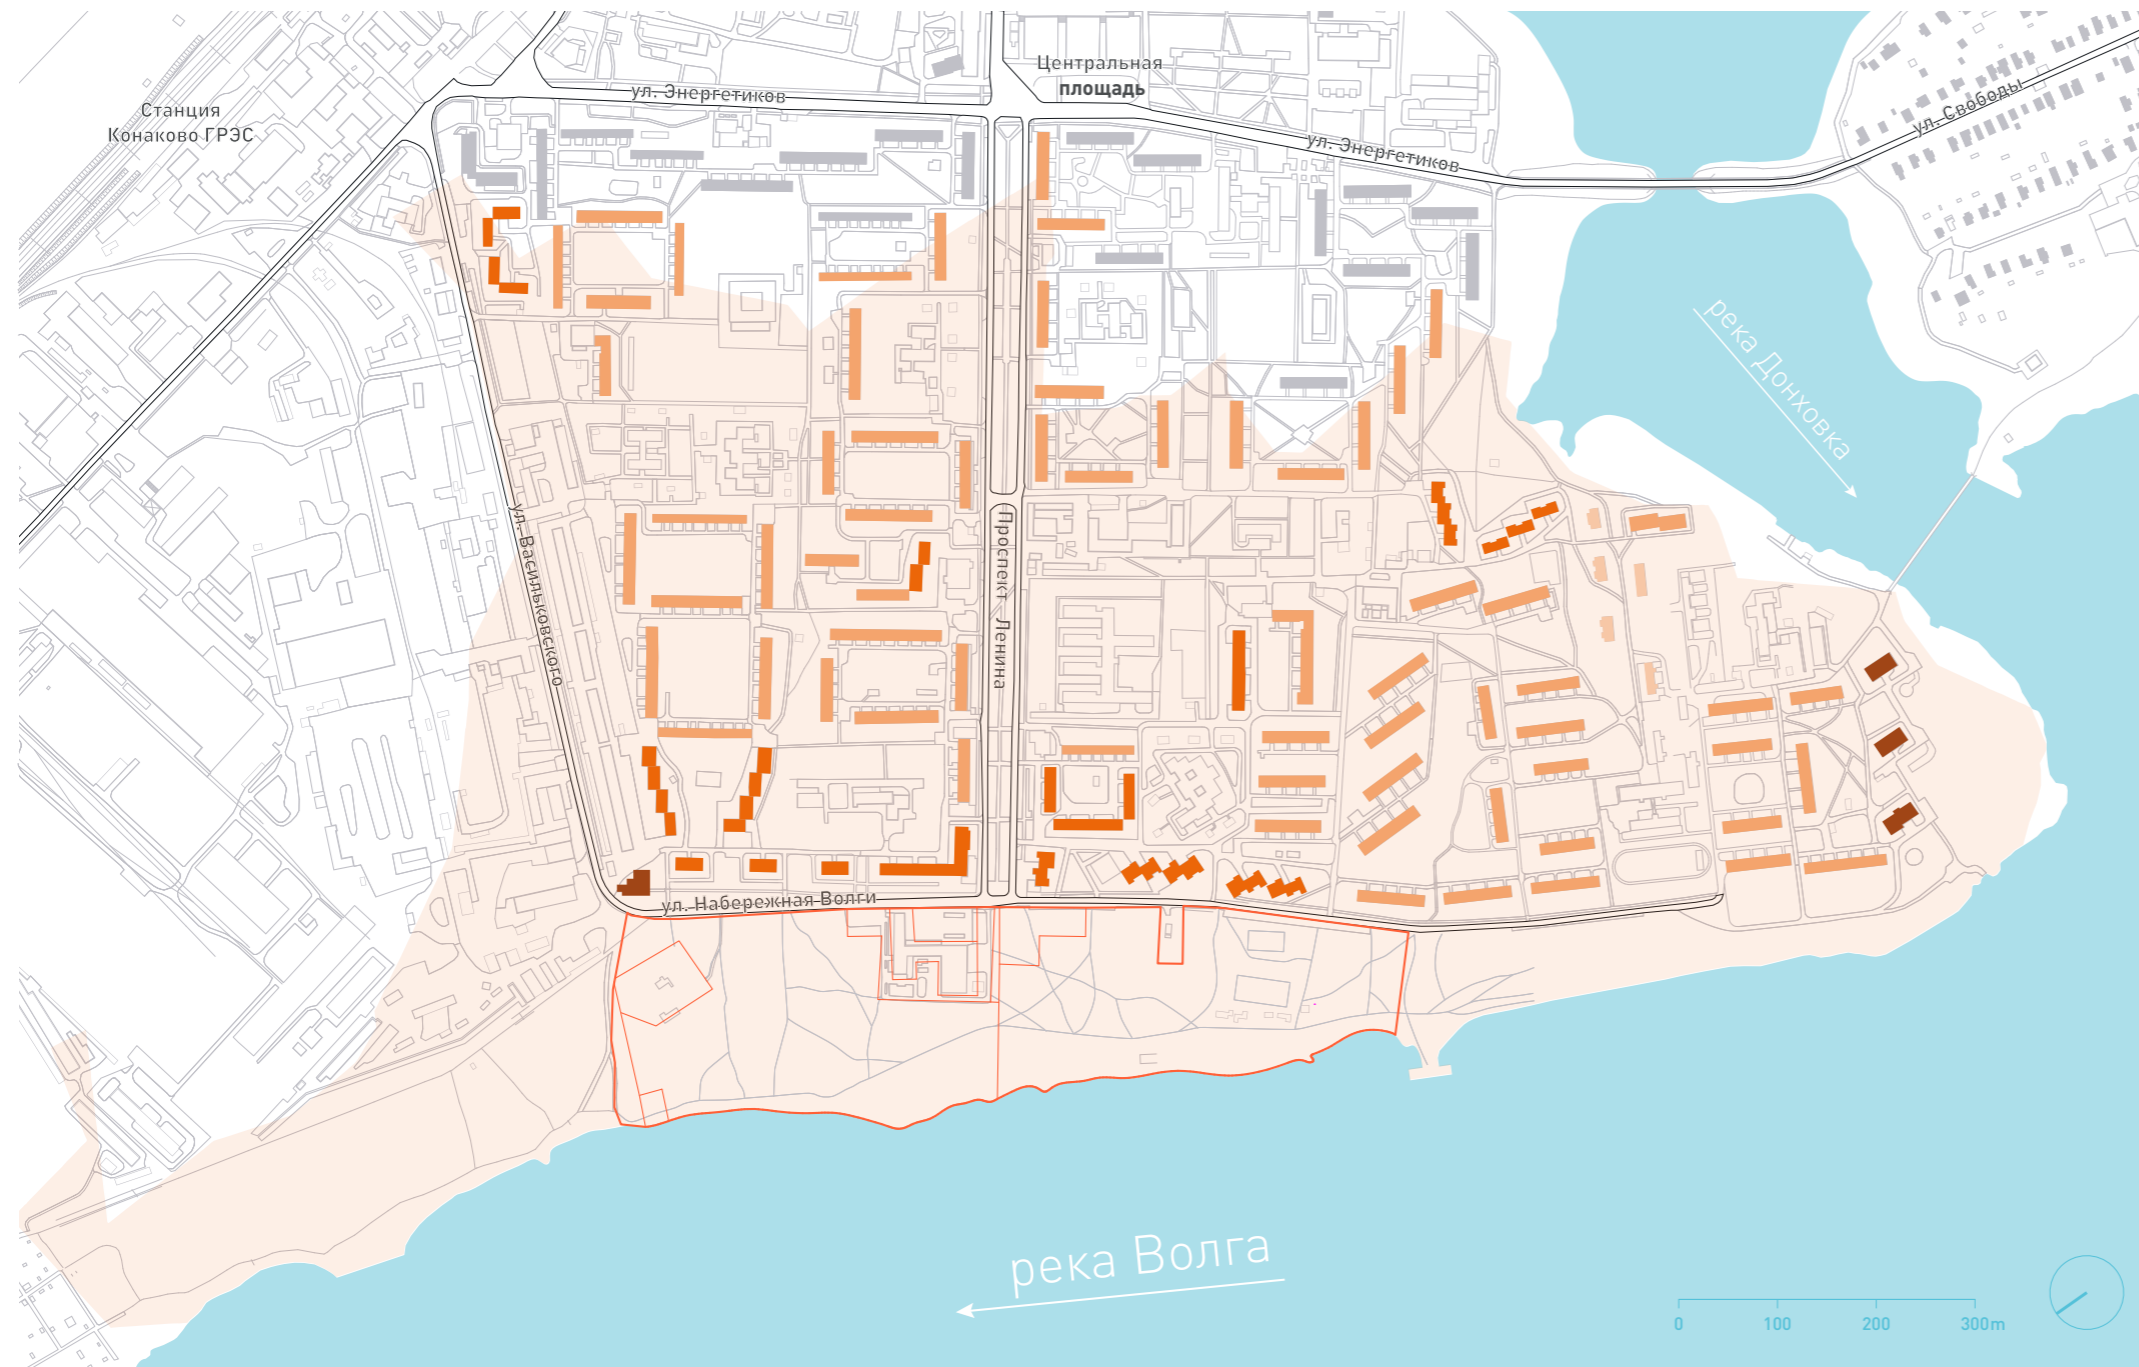 Центральная
площадь
ул. Энергетиков
Станция
Конаково ГРЭС
ул. Энергетиков
ул. Свободы
река Донховка
ул. Васильковского
Проспект Ленина
ул. Набережная Волги
река Волга
0 100 200 300m